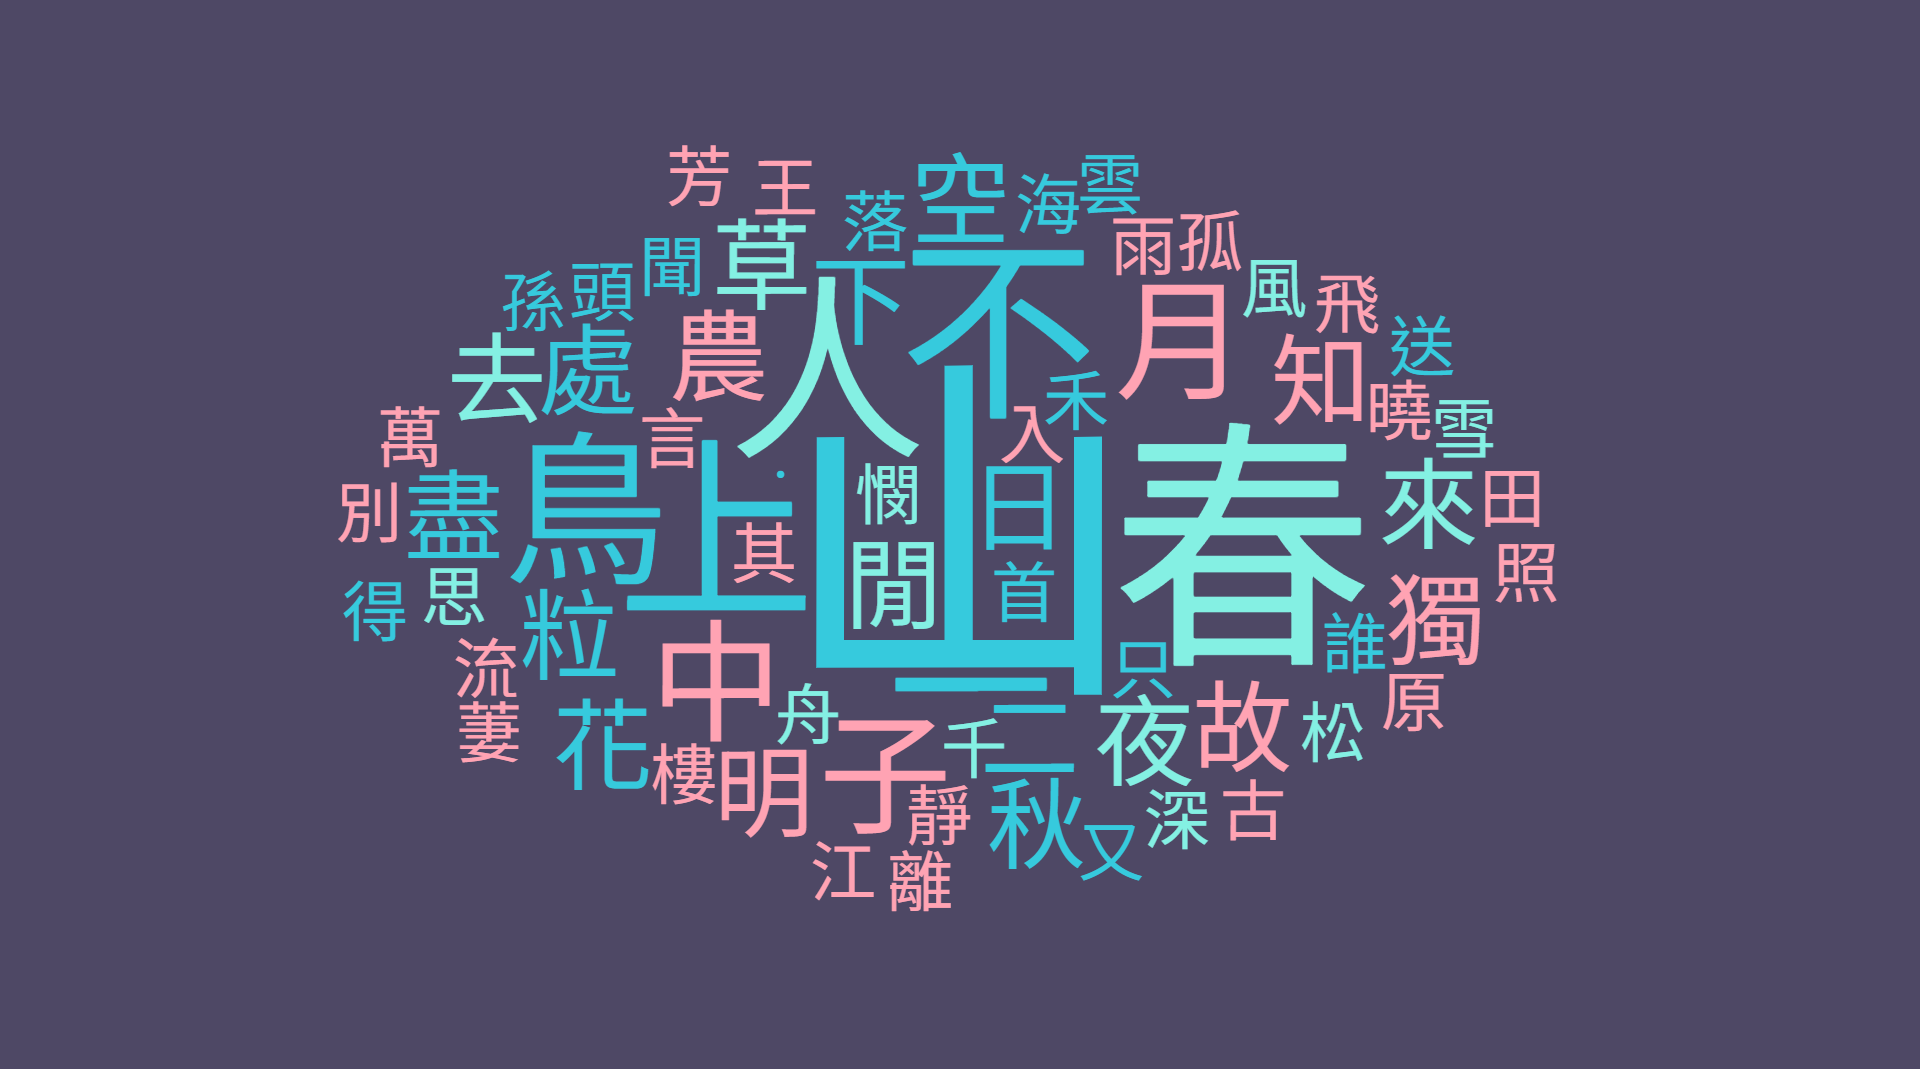 芳
王
落
空
海
雲
聞
草
下
不
雨
孤
孫
頭
人
月
風
飛
去
處
農
知
送
禾
萬
言
入
曉
雪
別
盡
鳥
上
憫
山
日
春
來
田
其
得
思
粒
閒
首
獨
照
流
中
三
只
誰
萋
花
舟
子
千
夜
故
松
原
樓
明
靜
秋
又
深
古
江
離